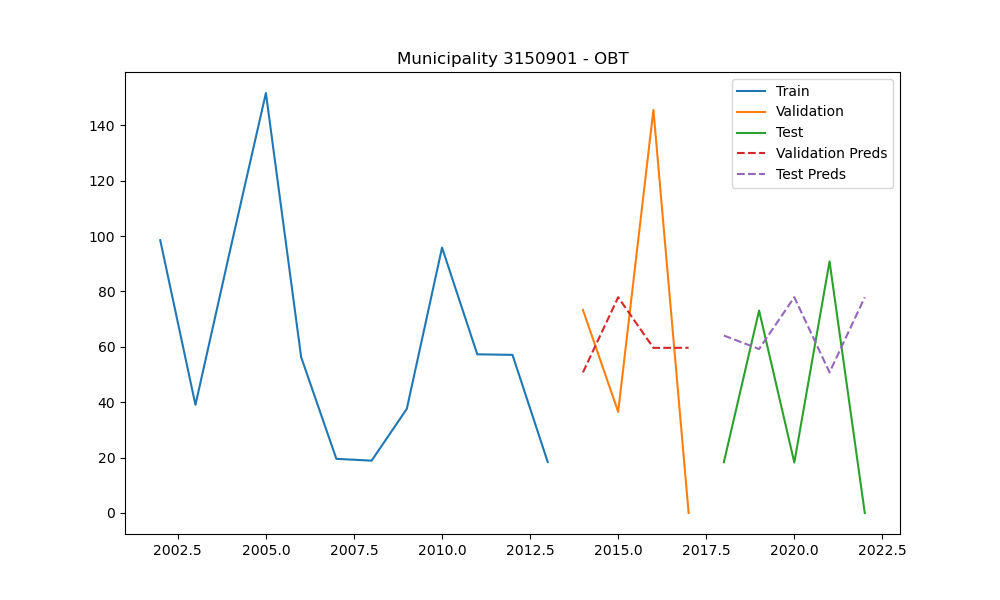 Municipality 3150901 - OBT
Train
Validation
Test
Validation Preds
Test Preds
140
120
100
80
60
40
20
0
2002.5 2005.0 2007.5 2010.0 2012.5 2015.0 2017.5 2020.0 2022.5